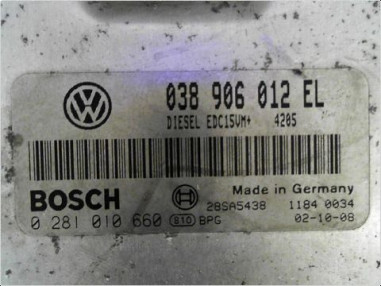 038 906 012 EL
DIESEL EDC15VM+ 4205
BOSCH
Made in Germany
28SA5438 1184 0034
0 281 010 660 810 BPG 02-10-08